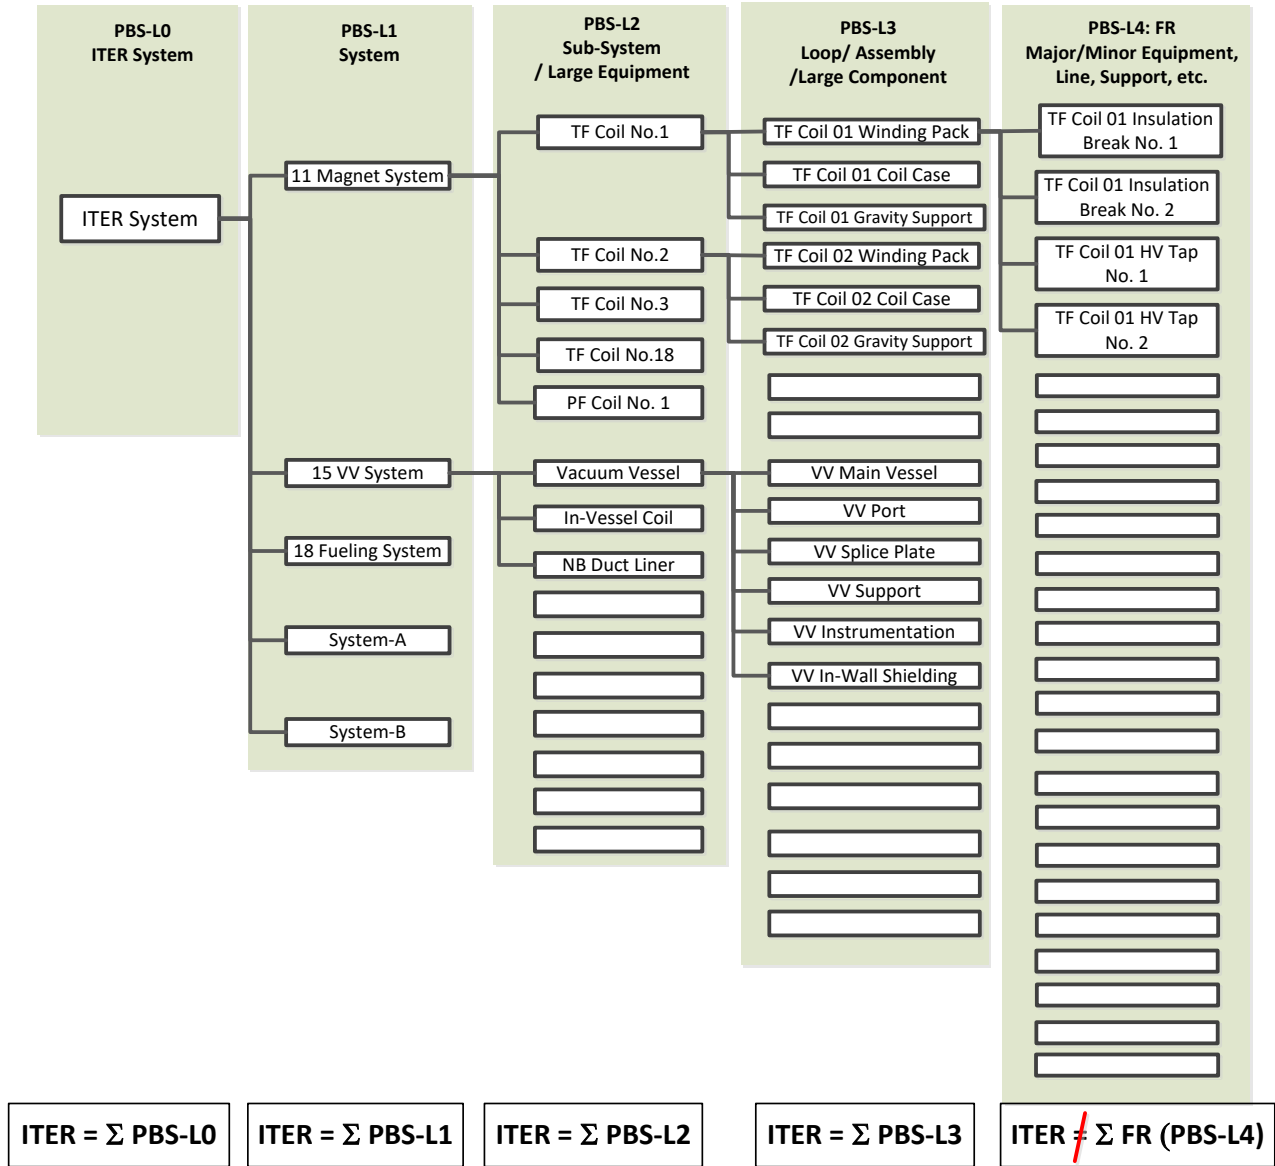 PBS-L0
ITER System
PBS-L1
System
PBS-L2
Sub-System
/ Large Equipment
PBS-L3
Loop/ Assembly
/Large Component
PBS-L4: FR
Major/Minor Equipment,
Line, Support, etc.
ITER System
11 Magnet System
15 VV System
18 Fueling System
System-A
System-B
TF Coil No.1
TF Coil No.2
TF Coil No.3
TF Coil No.18
PF Coil No. 1
Vacuum Vessel
In-Vessel Coil
NB Duct Liner
TF Coil 01 Winding Pack
TF Coil 01 Coil Case
TF Coil 01 Gravity Support
TF Coil 02 Winding Pack
TF Coil 02 Coil Case
TF Coil 02 Gravity Support
VV Main Vessel
VV Port
VV Splice Plate
VV Support
VV Instrumentation
VV In-Wall Shielding
TF Coil 01 Insulation
Break No. 1
TF Coil 01 Insulation
Break No. 2
TF Coil 01 HV Tap
No. 1
TF Coil 01 HV Tap
No. 2
ITER = Σ PBS-L0
ITER = Σ PBS-L1
ITER = Σ PBS-L2
ITER = Σ PBS-L3
ITER ≠ Σ FR (PBS-L4)